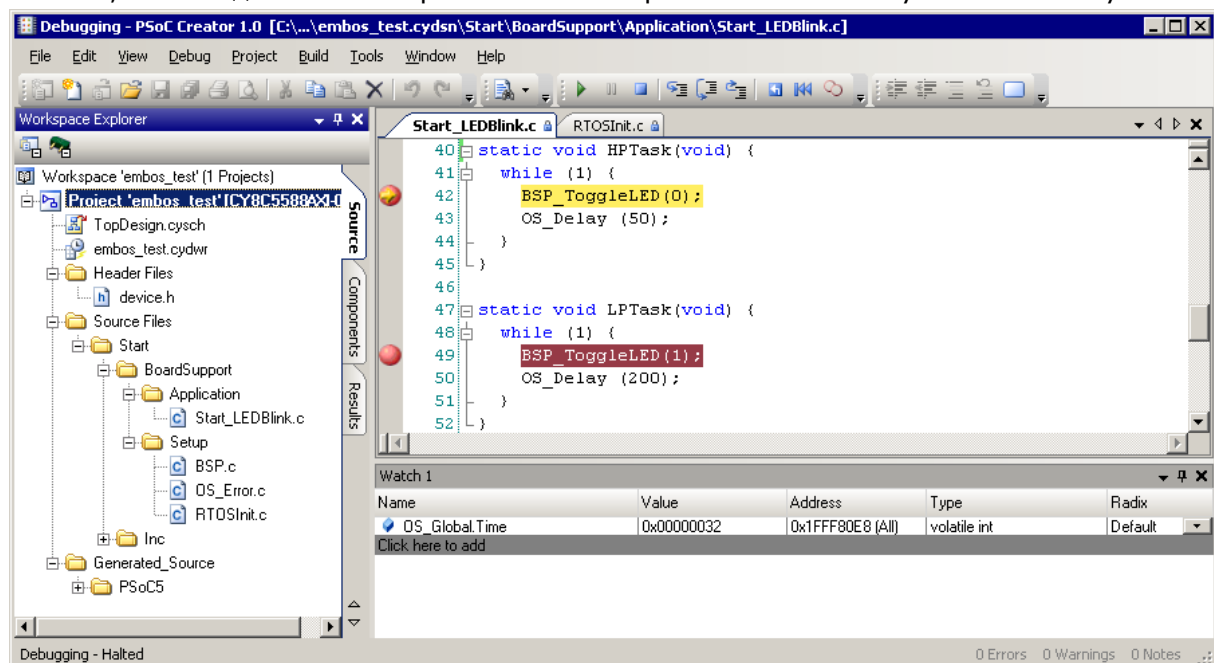 Debugging - PSoC Creator 1.0 [C:\...\embos_test.cydsn\Start\BoardSupport\Application\Start_LEDBlink.c]
File Edit View Debug Project Build Tools Window Help
Workspace Explorer
Workspace 'embos_test' (1 Projects)
Project 'embos_test' [CY8C5588AXI-0
TopDesign.cysch
embos_test.cydwr
Header Files
device.h
Source Files
Start
BoardSupport
Application
Start_LEDBlink.c
Setup
BSP.c
OS_Error.c
RTOSInit.c
Inc
Generated_Source
PSoC5
Source
Components
Results
Start_LEDBlink.c RTOSInit.c
40 static void HPTask(void) {
41 while (1) {
42 BSP_ToggleLED(0);
43 OS_Delay (50);
44 }
45 }
46
47 static void LPTask(void) {
48 while (1) {
49 BSP_ToggleLED(1);
50 OS_Delay (200);
51 }
52 }
Watch 1
Name Value Address Type Radix
OS_Global.Time 0x00000032 0x1FFF80E8 (All) volatile int Default
Click here to add
Debugging - Halted 0 Errors 0 Warnings 0 Notes